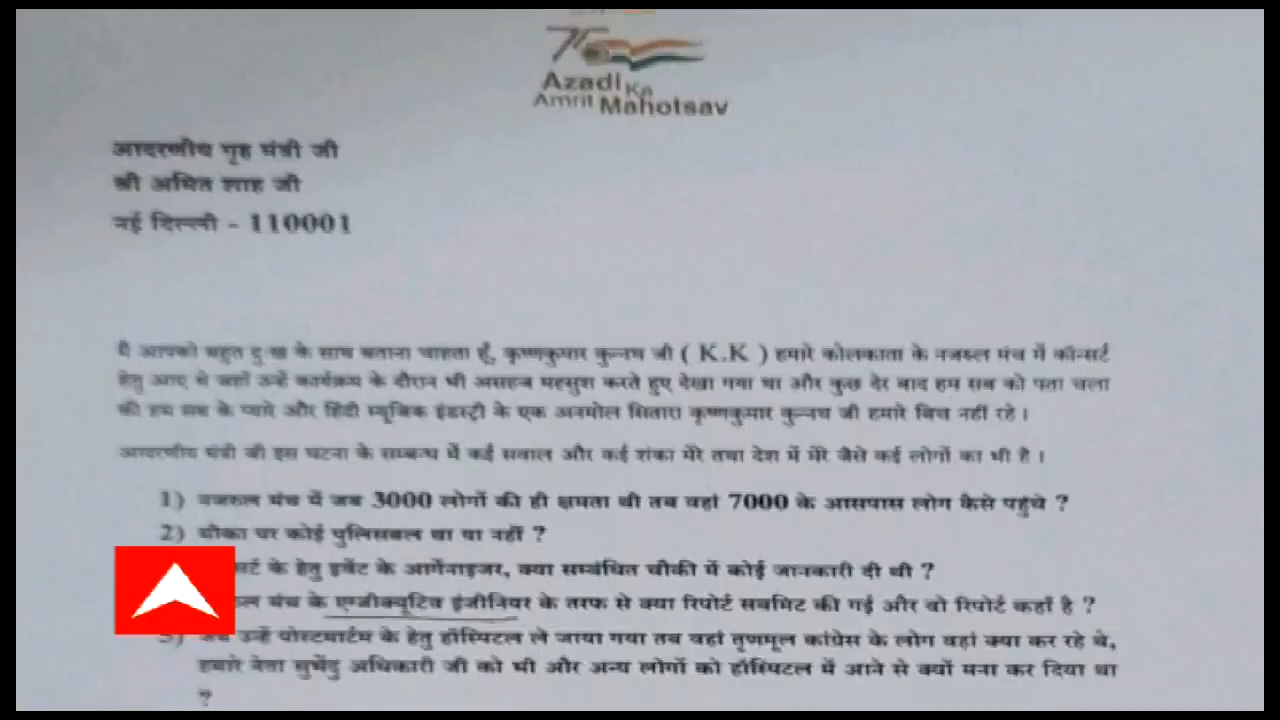 75
Azadi Ka
Amrit Mahotsav
आदरणीय गृह मंत्री जी
श्री अमित शाह जी
नई दिल्ली - 110001
मैं आपको बहुत दुःख के साथ बताना चाहता हूँ, कृष्णकुमार कुन्नथ जी ( K.K ) हमारे कोलकाता के नजरुल मंच में कॉन्सर्ट
हेतु आए थे जहाँ उन्हें कार्यक्रम के दौरान भी असहज महसुश करते हुए देखा गया था और कुछ देर बाद हम सब को पता चला
की हम सब के प्यारे और हिंदी म्यूजिक इंडस्ट्री के एक अनमोल सितारा कृष्णकुमार कुन्नथ जी हमारे बिच नहीं रहे ।
आदरणीय मंत्री जी इस घटना के सम्बन्ध में कई सवाल और कई शंका मेरे तथा देश में मेरे जैसे कई लोगों का भी है ।
1) नजरुल मंच में जब 3000 लोगों की ही क्षमता थी तब वहां 7000 के आसपास लोग कैसे पहुंचे ?
2) मौका पर कोई पुलिसबल था या नहीं ?
सर्ट के हेतु इवेंट के आर्गेनाइजर, क्या सम्बंधित चौकी में कोई जानकारी दी थी ?
रुल मंच के एग्जीक्यूटिव इंजीनियर के तरफ से क्या रिपोर्ट सबमिट की गई और वो रिपोर्ट कहाँ है ?
5) जब उन्हें पोस्टमार्टम के हेतु हॉस्पिटल ले जाया गया तब वहां तृणमूल कांग्रेस के लोग वहां क्या कर रहे थे,
हमारे नेता सुभेंदु अधिकारी जी को भी और अन्य लोगों को हॉस्पिटल में आने से क्यों मना कर दिया था
?